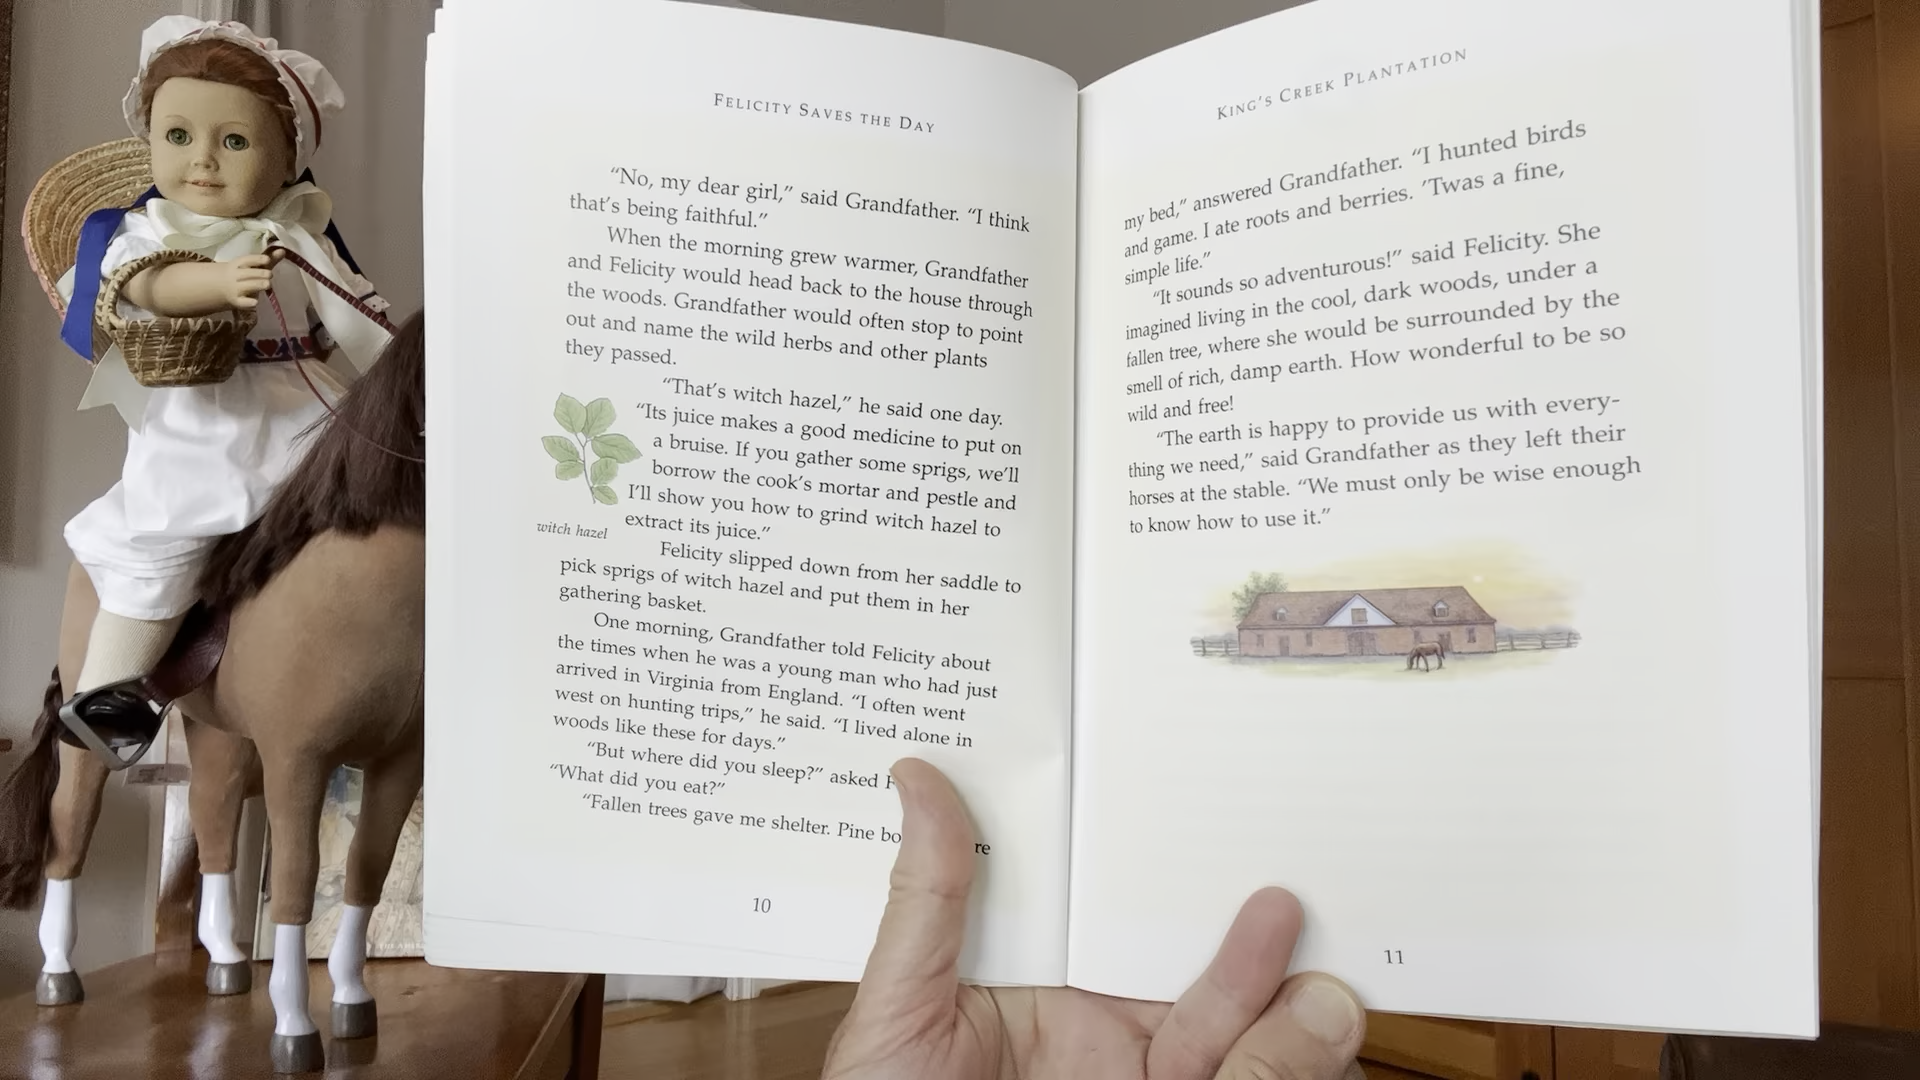 FELICITY SAVES THE DAY
“No, my dear girl,” said Grandfather. “I think
that’s being faithful.”
When the morning grew warmer, Grandfather
and Felicity would head back to the house through
the woods. Grandfather would often stop to point
out and name the wild herbs and other plants
they passed.
“That’s witch hazel,” he said one day.
“Its juice makes a good medicine to put on
a bruise. If you gather some sprigs, we’ll
borrow the cook’s mortar and pestle and
I’ll show you how to grind witch hazel to
extract its juice.”
witch hazel
Felicity slipped down from her saddle to
pick sprigs of witch hazel and put them in her
gathering basket.
One morning, Grandfather told Felicity about
the times when he was a young man who had just
arrived in Virginia from England. “I often went
west on hunting trips,” he said. “I lived alone in
woods like these for days.”
“But where did you sleep?” asked
“What did you eat?”
“Fallen trees gave me shelter. Pine
10
KING’S CREEK PLANTATION
my bed,” answered Grandfather. “I hunted birds
and game. I ate roots and berries. ’Twas a fine,
simple life.”
“It sounds so adventurous!” said Felicity. She
imagined living in the cool, dark woods, under a
fallen tree, where she would be surrounded by the
smell of rich, damp earth. How wonderful to be so
wild and free!
“The earth is happy to provide us with every-
thing we need,” said Grandfather as they left their
horses at the stable. “We must only be wise enough
to know how to use it.”
11